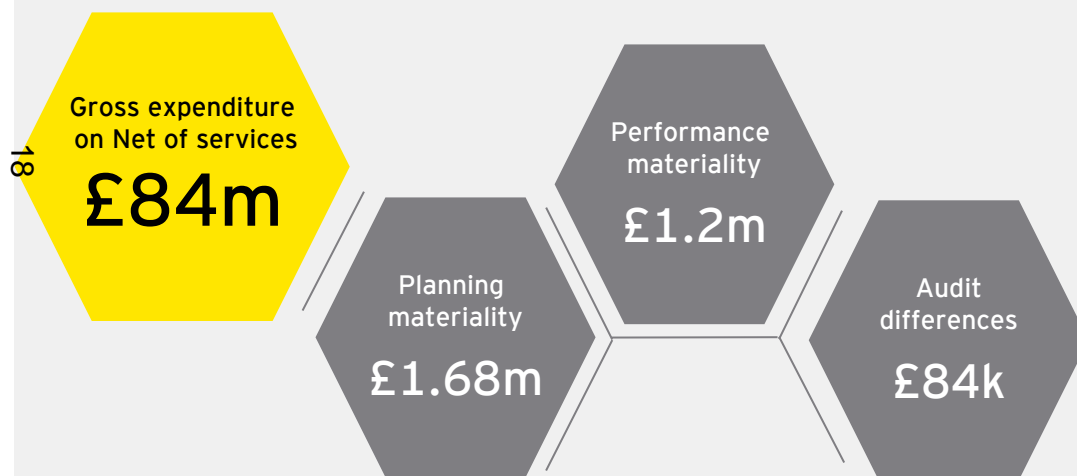 Gross expenditure
on Net of services
£84m
18
Planning
materiality
£1.68m
Performance
materiality
£1.2m
Audit
differences
£84k